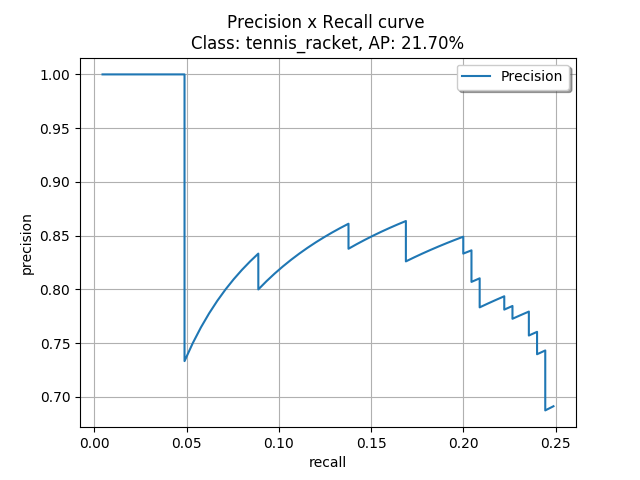 Precision x Recall curve
Class: tennis_racket, AP: 21.70%
Precision
1.00
0.95
0.90
0.85
0.80
0.75
0.70
precision
0.00 0.05 0.10 0.15 0.20 0.25
recall